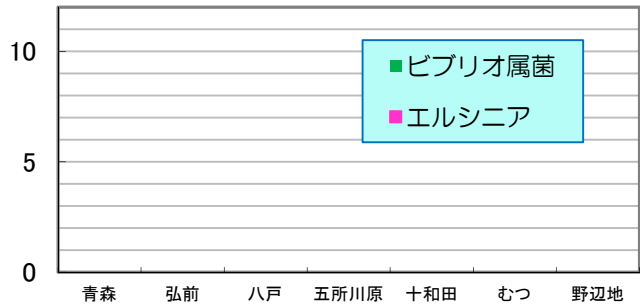 10
ビブリオ属菌
エルシニア
5
0
青森 弘前 八戸 五所川原 十和田 むつ 野辺地